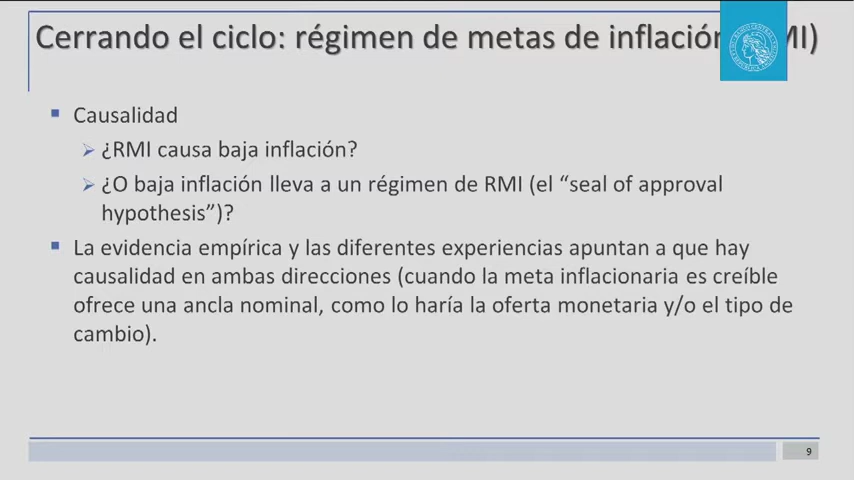 Cerrando el ciclo: régimen de metas de inflación MI)
Causalidad
¿RMI causa baja inflación?
¿O baja inflación lleva a un régimen de RMI (el “seal of approval
hypothesis”)?
La evidencia empírica y las diferentes experiencias apuntan a que hay
causalidad en ambas direcciones (cuando la meta inflacionaria es creíble
ofrece una ancla nominal, como lo haría la oferta monetaria y/o el tipo de
cambio).
9